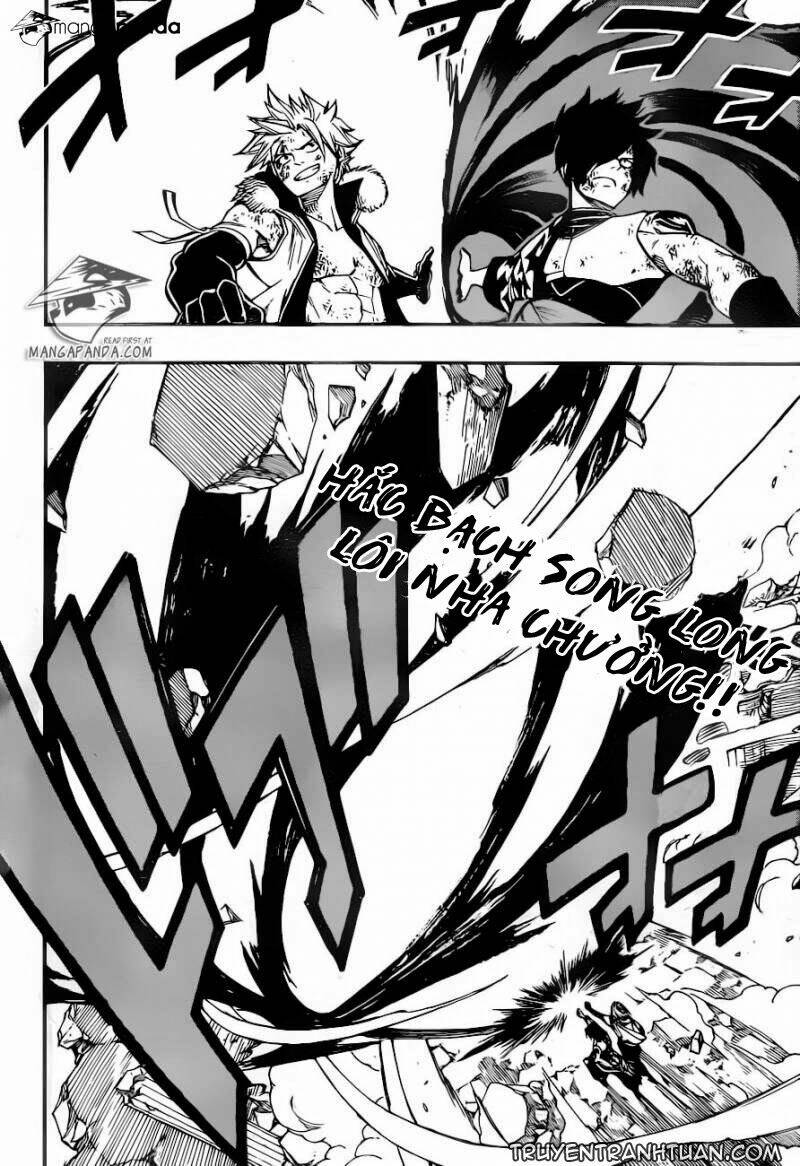 mangapanda
READ FIRST AT
MANGAPANDA.COM
HẮC BẠCH SONG LONG
LÔI NHA CHƯỞNG!!
TRUYENTRANHTUAN.COM